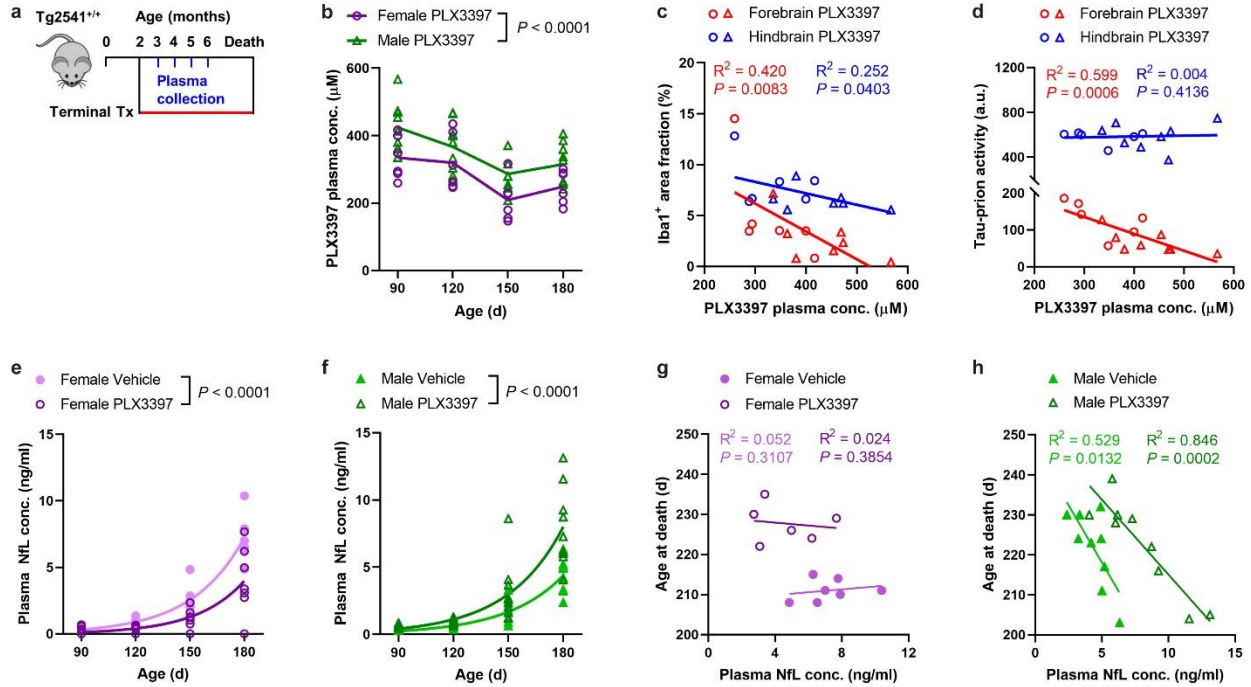 a
Tg2541+/+
Age (months)
0 2 3 4 5 6 Death
Plasma
collection
Terminal Tx
b
Female PLX3397
Male PLX3397
P < 0.0001
PLX3397 plasma conc. (μM)
600
400
200
0
90 120 150 180
Age (d)
c
Forebrain PLX3397
Hindbrain PLX3397
R2 = 0.420 R2 = 0.252
P = 0.0083 P = 0.0403
Iba1+ area fraction (%)
20
15
10
5
0
200 300 400 500 600
PLX3397 plasma conc. (μM)
d
Forebrain PLX3397
Hindbrain PLX3397
R2 = 0.599 R2 = 0.004
P = 0.0006 P = 0.4136
Tau-prion activity (a.u.)
1200
900
600
200
100
0
200 300 400 500 600
PLX3397 plasma conc. (μM)
e
Female Vehicle
Female PLX3397
P < 0.0001
Plasma NfL conc. (ng/ml)
15
10
5
0
90 120 150 180
Age (d)
f
Male Vehicle
Male PLX3397
P < 0.0001
Plasma NfL conc. (ng/ml)
15
10
5
0
90 120 150 180
Age (d)
g
Female Vehicle
Female PLX3397
R2 = 0.052 R2 = 0.024
P = 0.3107 P = 0.3854
Age at death (d)
250
240
230
220
210
200
0 4 8 12
Plasma NfL conc. (ng/ml)
h
Male Vehicle
Male PLX3397
R2 = 0.529 R2 = 0.846
P = 0.0132 P = 0.0002
Age at death (d)
250
240
230
220
210
200
0 5 10 15
Plasma NfL conc. (ng/ml)